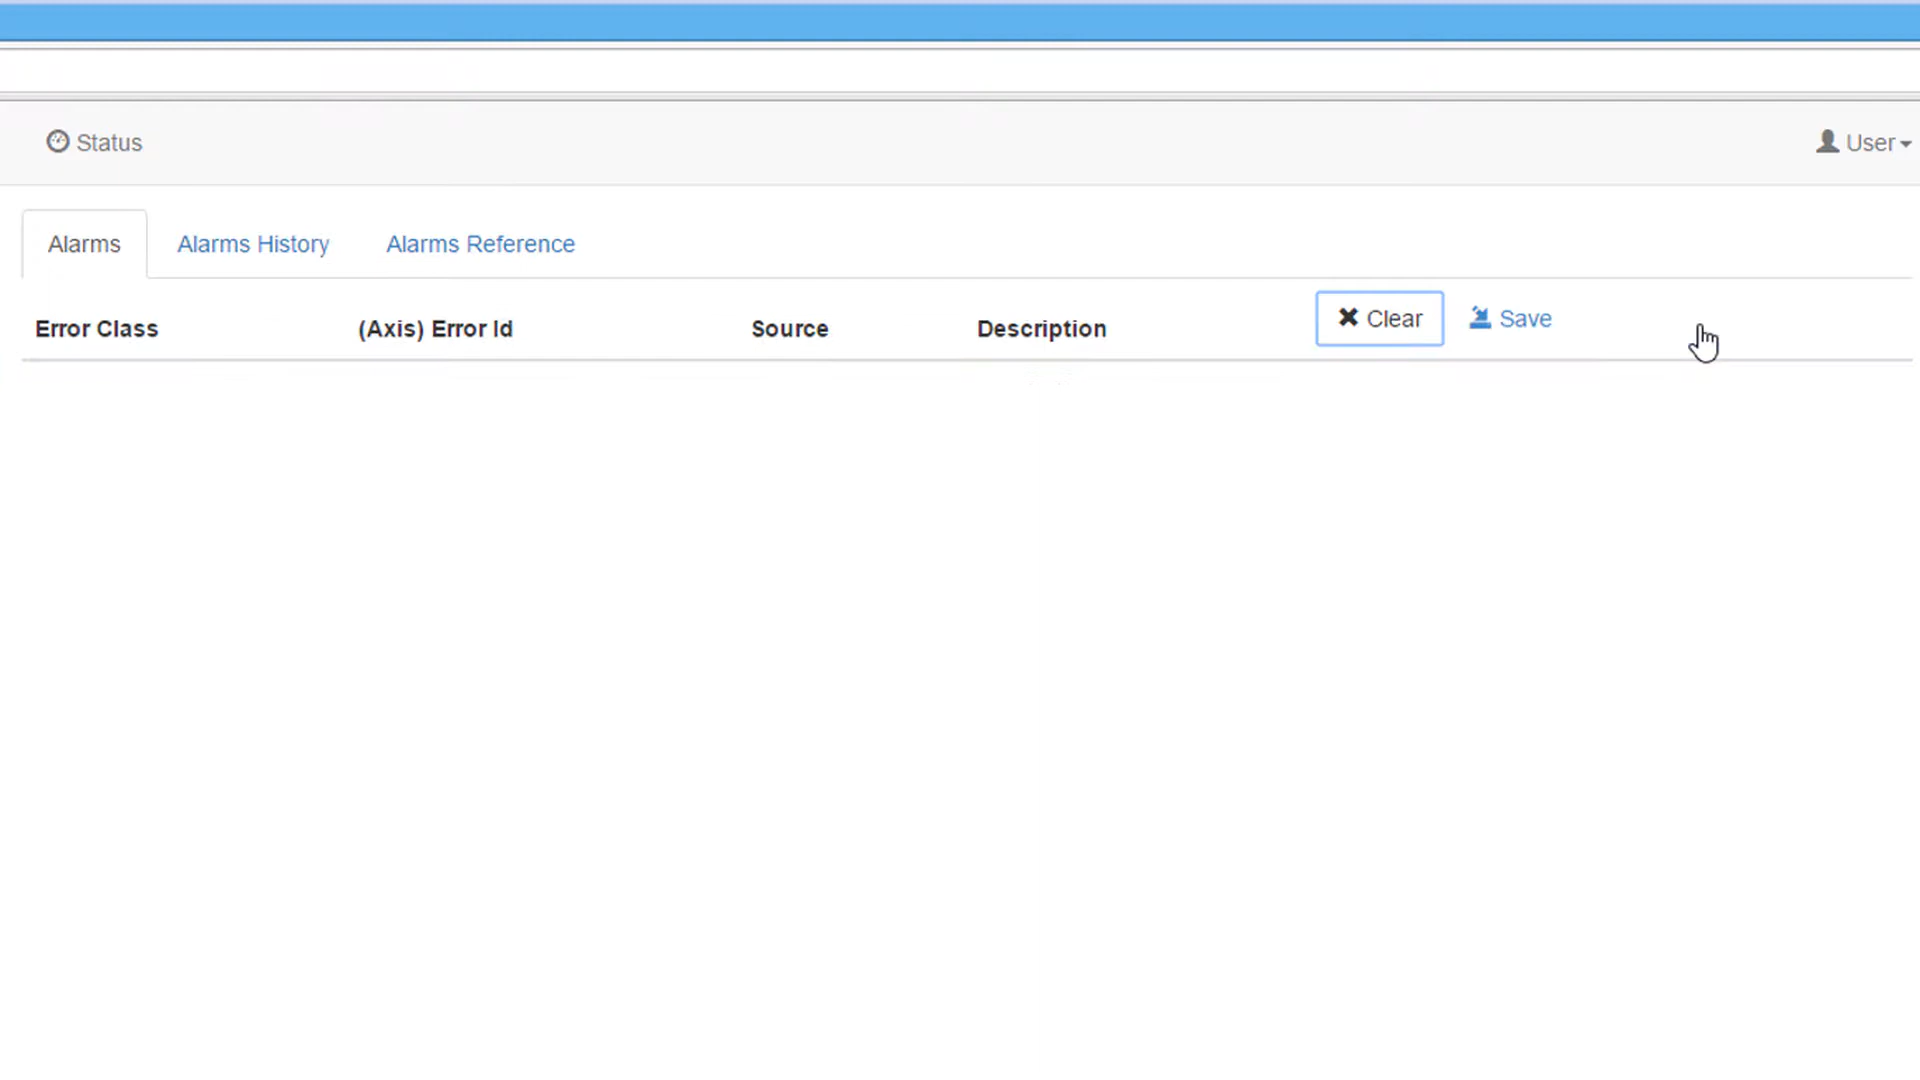 Status
User
Alarms
Alarms History
Alarms Reference
Error Class
(Axis) Error Id
Source
Description
Clear
Save